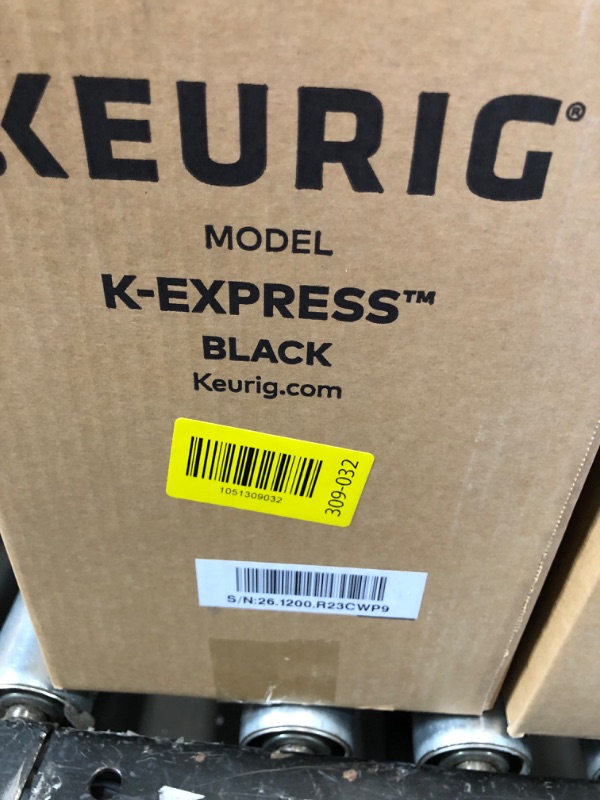 KEURIG®
MODEL
K-EXPRESS™
BLACK
Keurig.com
1051309032
309-032
S/N:26.1200.R23CWP9